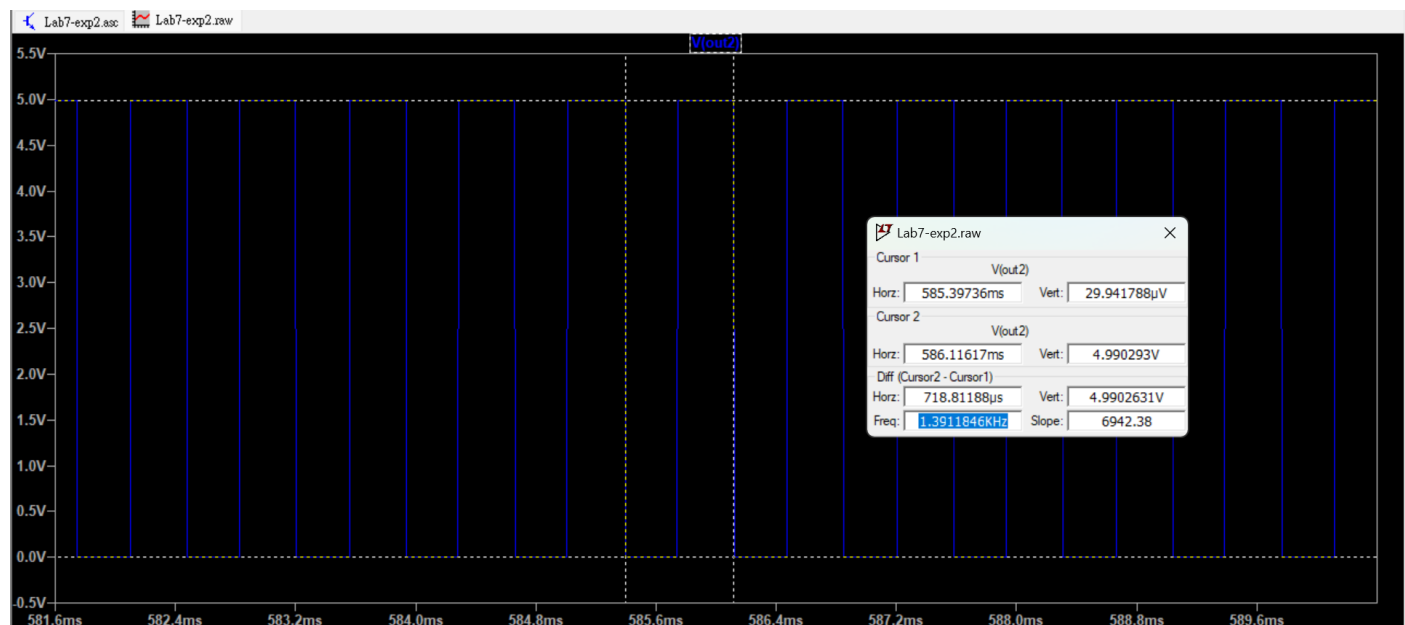 Lab7-exp2.asc Lab7-exp2.raw
V(out2)
5.5V
5.0V
4.5V
4.0V
3.5V
3.0V
2.5V
2.0V
1.5V
1.0V
0.5V
0.0V
-0.5V
581.6ms 582.4ms 583.2ms 584.0ms 584.8ms 585.6ms 586.4ms 587.2ms 588.0ms 588.8ms 589.6ms
Lab7-exp2.raw
Cursor 1
V(out2)
Horz: 585.39736ms Vert: 29.941788µV
Cursor 2
V(out2)
Horz: 586.11617ms Vert: 4.990293V
Diff (Cursor2 - Cursor1)
Horz: 718.81188µs Vert: 4.9902631V
Freq: 1.3911846KHz Slope: 6942.38